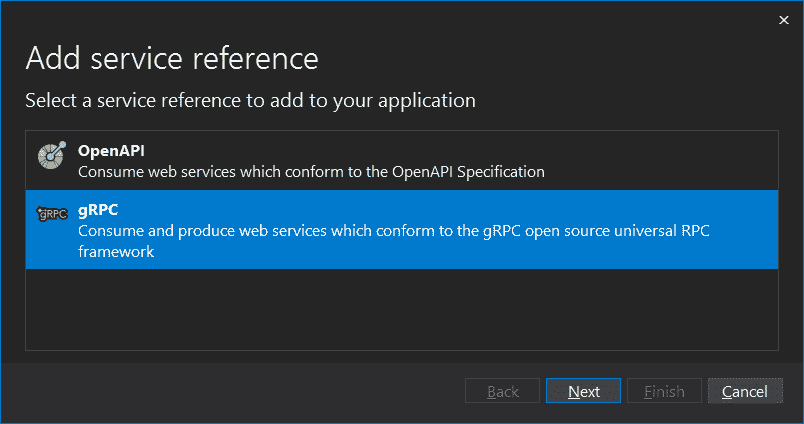 Add service reference
Select a service reference to add to your application
OpenAPI
Consume web services which conform to the OpenAPI Specification
gRPC
gRPC
Consume and produce web services which conform to the gRPC open source universal RPC
framework
Back
Next
Finish
Cancel